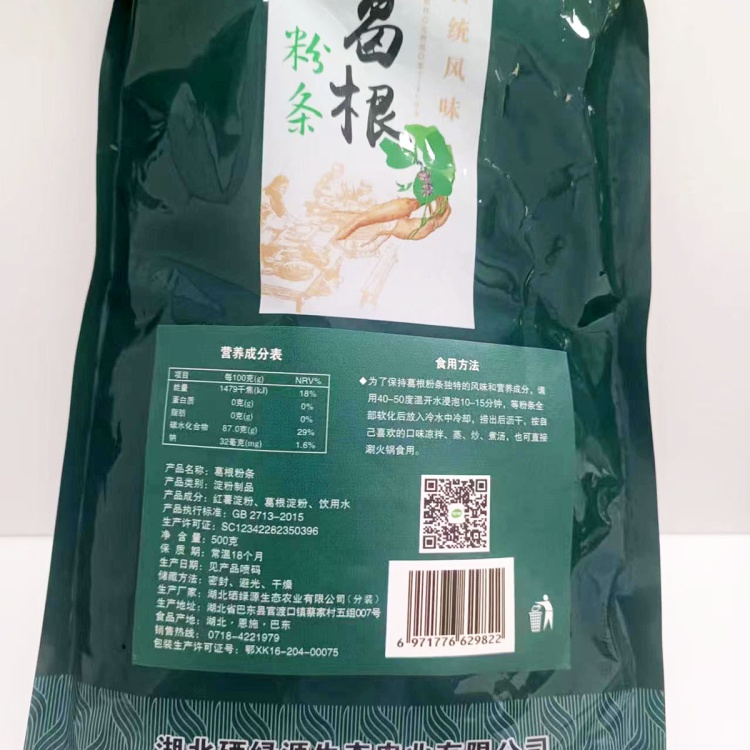 葛根
粉条
传统风味
营养成分表
项目 每100克(g) NRV%
能量 1479千焦(kJ) 18%
蛋白质 0克(g) 0%
脂肪 0克(g) 0%
碳水化合物 87.0克(g) 29%
钠 32毫克(mg) 1.6%
食用方法
◆为了保持葛根粉条独特的风味和营养成分，请
用40-50度温开水浸泡10-15分钟，等粉条全
部软化后放入冷水中冷却，捞出后沥干，按自
己喜欢的口味凉拌、蒸、炒、煮汤，也可直接
涮火锅食用。
产品名称：葛根粉条
产品类别：淀粉制品
产品成分：红薯淀粉、葛根淀粉、饮用水
产品执行标准：GB 2713-2015
生产许可证：SC12342282350396
净 含 量：500克
保 质 期：常温18个月
生产日期：见产品喷码
储藏方法：密封、避光、干燥
生产厂家：湖北硒绿源生态农业有限公司(分装)
生产地址：湖北省巴东县官渡口镇蔡家村五组007号
食品产地：湖北·恩施·巴东
销售热线：0718-4221979
包装生产许可证号：鄂XK16-204-00075
6 971776 629822
湖北硒绿源生态农业有限公司